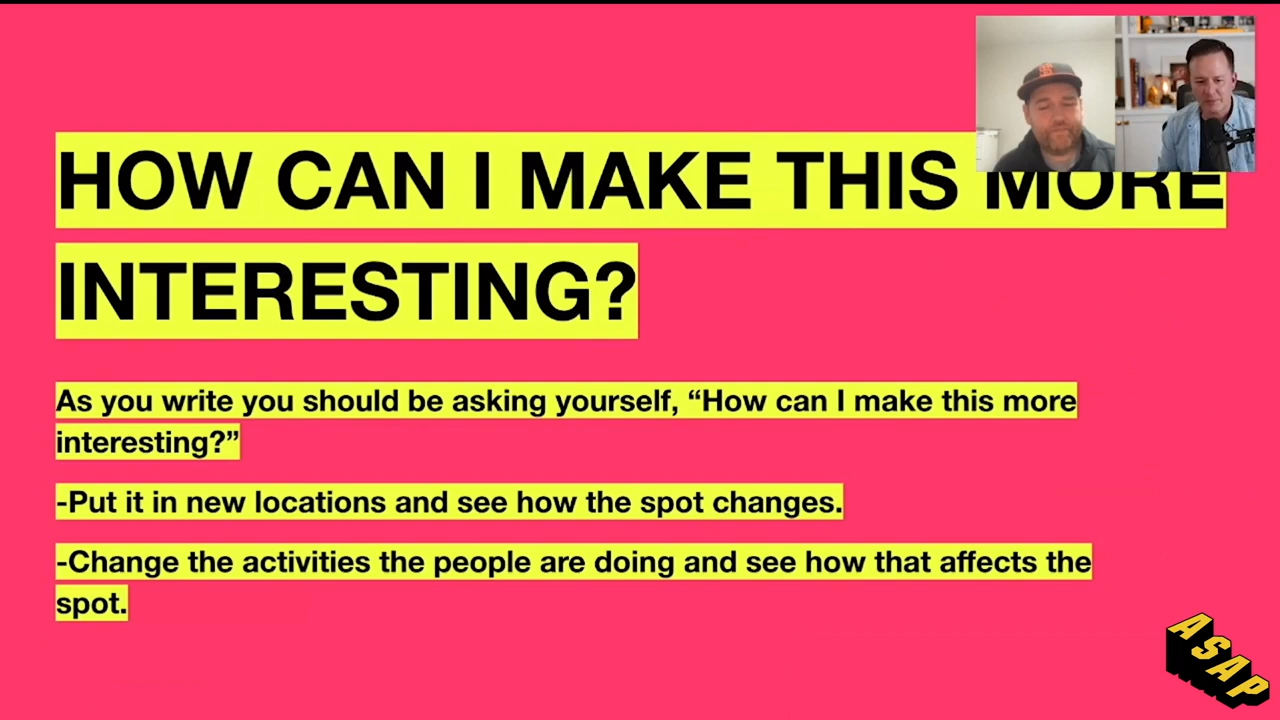 HOW CAN I MAKE THIS MORE
INTERESTING?
As you write you should be asking yourself, “How can I make this more
interesting?”
-Put it in new locations and see how the spot changes.
-Change the activities the people are doing and see how that affects the
spot.
ASAP